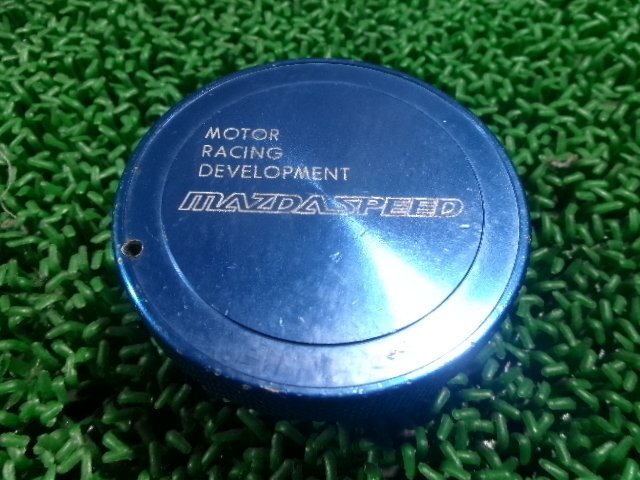 MOTOR
RACING
DEVELOPMENT
MAZDASPEED